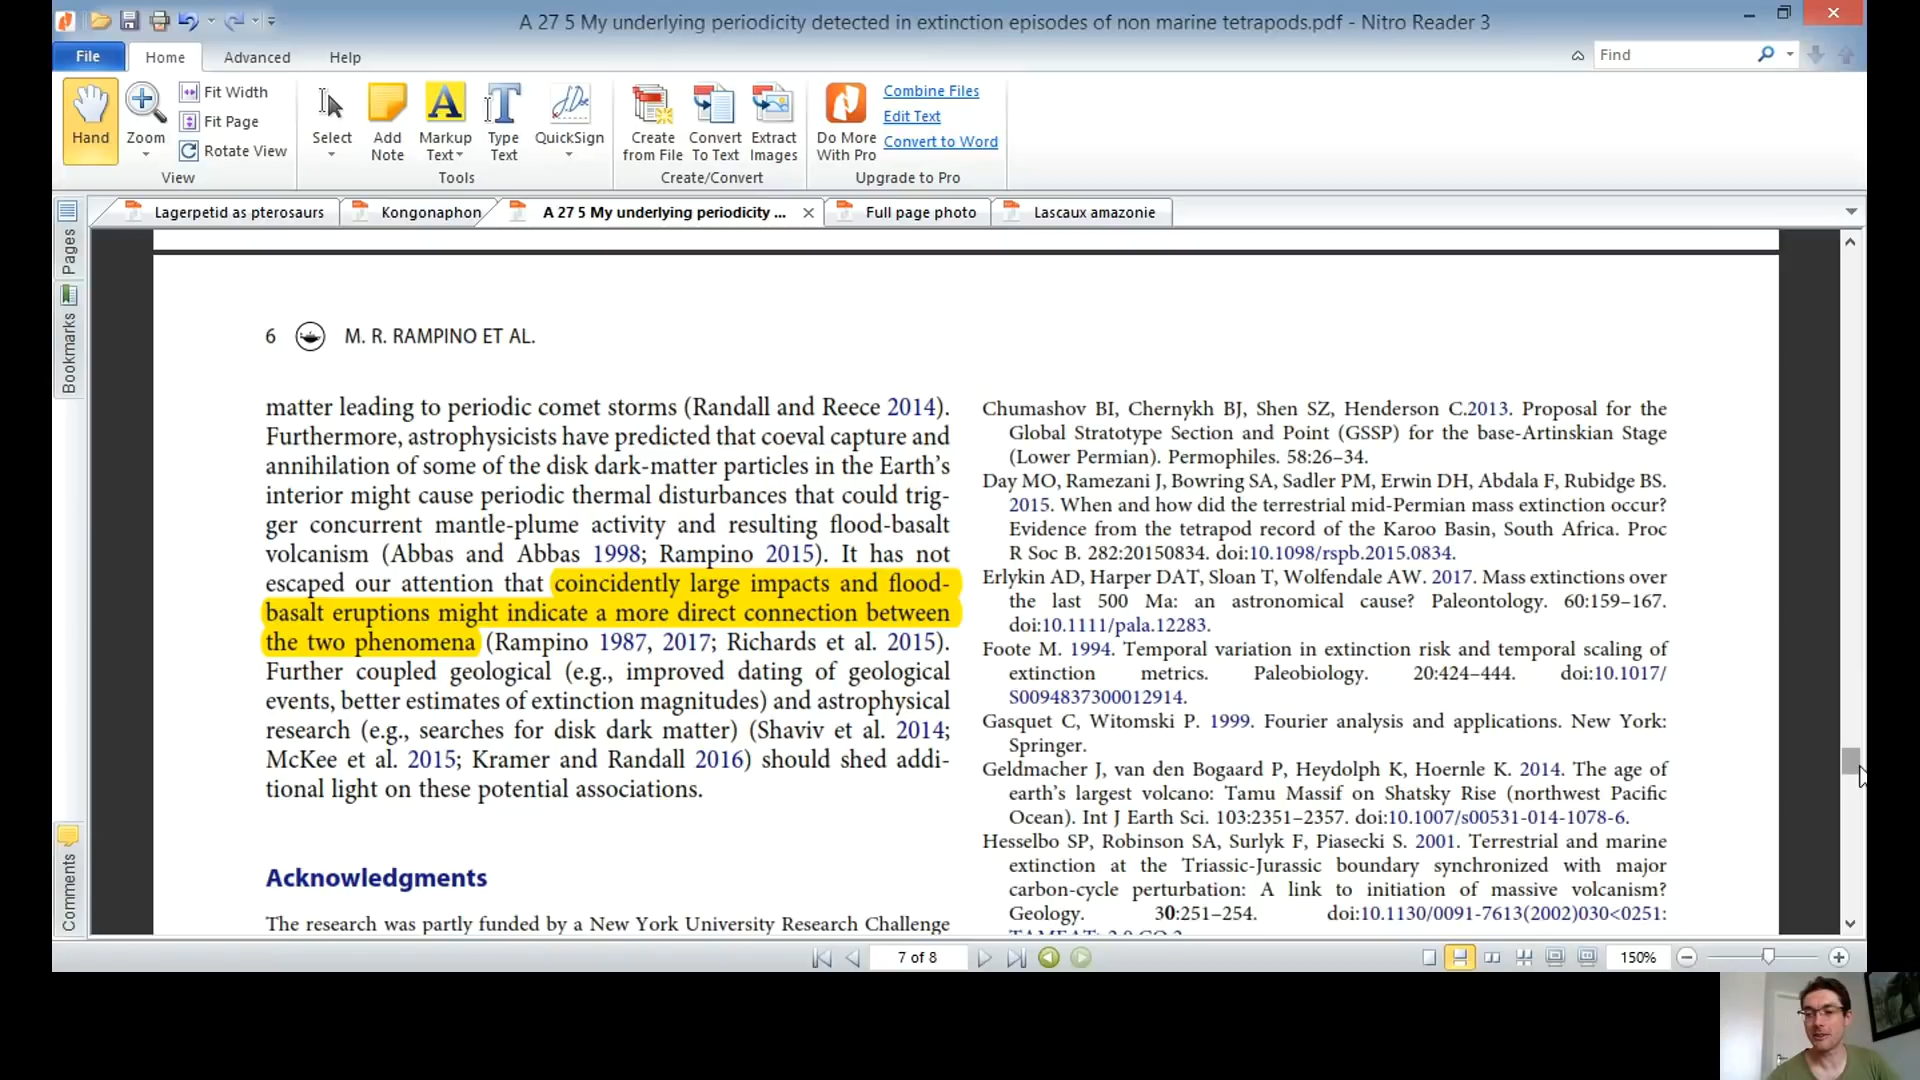 A 27 5 My underlying periodicity detected in extinction episodes of non marine tetrapods.pdf - Nitro Reader 3
File
Home
Advanced
Help
Find
Hand
Zoom
Fit Width
Fit Page
Rotate View
View
Select
Add Note
Markup Text
Type Text
QuickSign
Tools
Create from File
Convert To Text
Extract Images
Create/Convert
Do More With Pro
Combine Files
Edit Text
Convert to Word
Upgrade to Pro
Lagerpetid as pterosaurs
Kongonaphon
A 27 5 My underlying periodicity ...
Full page photo
Lascaux amazonie
Pages
Bookmarks
Comments
6 M. R. RAMPINO ET AL.
matter leading to periodic comet storms (Randall and Reece 2014).
Furthermore, astrophysicists have predicted that coeval capture and
annihilation of some of the disk dark-matter particles in the Earth's
interior might cause periodic thermal disturbances that could trig-
ger concurrent mantle-plume activity and resulting flood-basalt
volcanism (Abbas and Abbas 1998; Rampino 2015). It has not
escaped our attention that coincidently large impacts and flood-
basalt eruptions might indicate a more direct connection between
the two phenomena (Rampino 1987, 2017; Richards et al. 2015).
Further coupled geological (e.g., improved dating of geological
events, better estimates of extinction magnitudes) and astrophysical
research (e.g., searches for disk dark matter) (Shaviv et al. 2014;
McKee et al. 2015; Kramer and Randall 2016) should shed addi-
tional light on these potential associations.
Acknowledgments
The research was partly funded by a New York University Research Challenge
Chumashov BI, Chernykh BJ, Shen SZ, Henderson C.2013. Proposal for the
Global Stratotype Section and Point (GSSP) for the base-Artinskian Stage
(Lower Permian). Permophiles. 58:26–34.
Day MO, Ramezani J, Bowring SA, Sadler PM, Erwin DH, Abdala F, Rubidge BS.
2015. When and how did the terrestrial mid-Permian mass extinction occur?
Evidence from the tetrapod record of the Karoo Basin, South Africa. Proc
R Soc B. 282:20150834. doi:10.1098/rspb.2015.0834.
Erlykin AD, Harper DAT, Sloan T, Wolfendale AW. 2017. Mass extinctions over
the last 500 Ma: an astronomical cause? Paleontology. 60:159–167.
doi:10.1111/pala.12283.
Foote M. 1994. Temporal variation in extinction risk and temporal scaling of
extinction metrics. Paleobiology. 20:424–444. doi:10.1017/
S0094837300012914.
Gasquet C, Witomski P. 1999. Fourier analysis and applications. New York:
Springer.
Geldmacher J, van den Bogaard P, Heydolph K, Hoernle K. 2014. The age of
earth's largest volcano: Tamu Massif on Shatsky Rise (northwest Pacific
Ocean). Int J Earth Sci. 103:2351–2357. doi:10.1007/s00531-014-1078-6.
Hesselbo SP, Robinson SA, Surlyk F, Piasecki S. 2001. Terrestrial and marine
extinction at the Triassic-Jurassic boundary synchronized with major
carbon-cycle perturbation: A link to initiation of massive volcanism?
Geology. 30:251–254. doi:10.1130/0091-7613(2002)030<0251:
7 of 8
150%